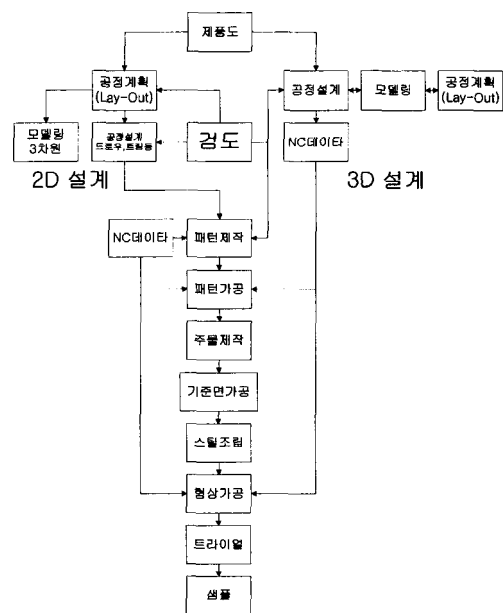 제품도
공정계획
(Lay-Out)
공정설계
모델링
공정계획
(Lay-Out)
모델링
3차원
공정설계
드로우,트림등
검도
NC데이타
2D 설계
3D 설계
NC데이타
패턴제작
패턴가공
주물제작
기준면가공
스틸조립
형상가공
트라이얼
샘플